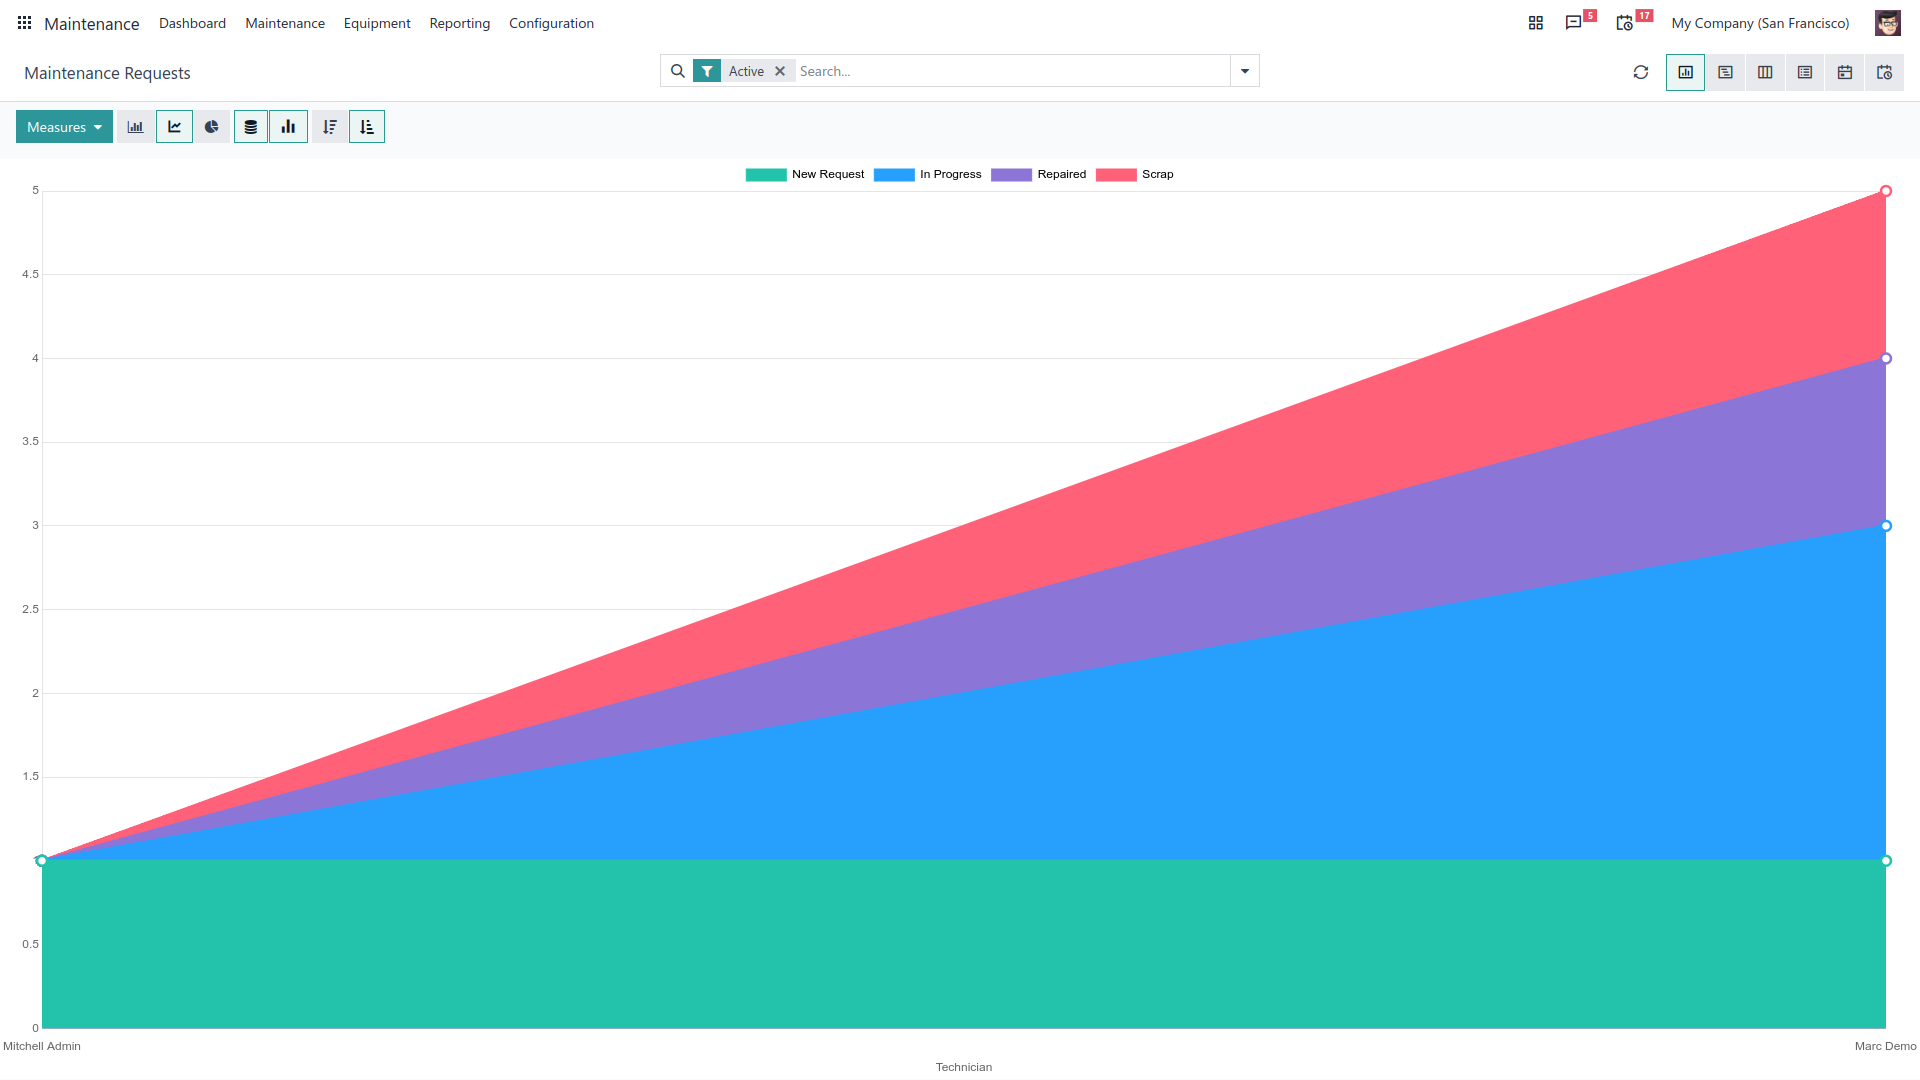 Maintenance Dashboard Maintenance Equipment Reporting Configuration 5 17 My Company (San Francisco)
Maintenance Requests Active Search...
Measures
New Request In Progress Repaired Scrap
5
4.5
4
3.5
3
2.5
2
1.5
0.5
0
Mitchell Admin Marc Demo
Technician